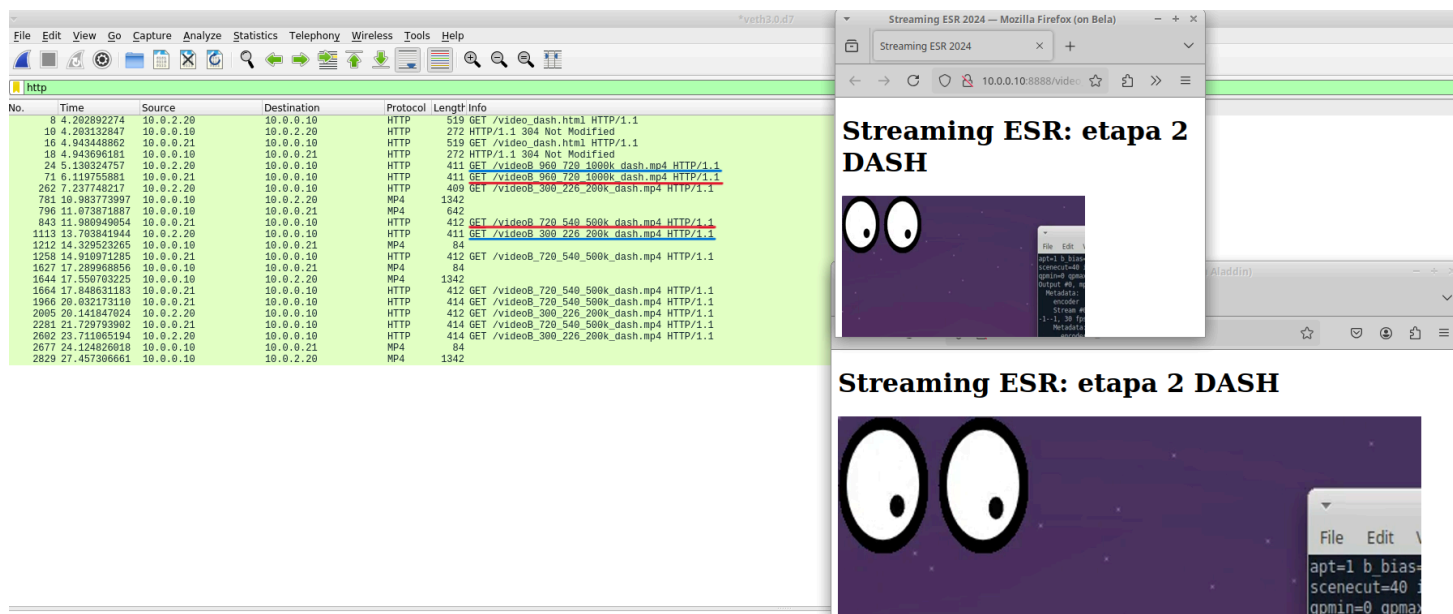 *veth3.0.d7
File Edit View Go Capture Analyze Statistics Telephony Wireless Tools Help
http
No. Time Source Destination Protocol Length Info
8 4.202892274 10.0.2.20 10.0.0.10 HTTP 519 GET /video_dash.html HTTP/1.1
10 4.203132847 10.0.0.10 10.0.2.20 HTTP 272 HTTP/1.1 304 Not Modified
16 4.943448862 10.0.0.21 10.0.0.10 HTTP 519 GET /video_dash.html HTTP/1.1
18 4.943696181 10.0.0.10 10.0.0.21 HTTP 272 HTTP/1.1 304 Not Modified
24 5.130324757 10.0.2.20 10.0.0.10 HTTP 411 GET /videoB_960_720_1000k_dash.mp4 HTTP/1.1
71 6.119755881 10.0.0.21 10.0.0.10 HTTP 411 GET /videoB_960_720_1000k_dash.mp4 HTTP/1.1
262 7.237748217 10.0.2.20 10.0.0.10 HTTP 409 GET /videoB_300_226_200k_dash.mp4 HTTP/1.1
781 10.983773997 10.0.0.10 10.0.2.20 MP4 1342
796 11.073871887 10.0.0.10 10.0.0.21 MP4 642
843 11.980949054 10.0.0.21 10.0.0.10 HTTP 412 GET /videoB_720_540_500k_dash.mp4 HTTP/1.1
1113 13.703841944 10.0.2.20 10.0.0.10 HTTP 411 GET /videoB_300_226_200k_dash.mp4 HTTP/1.1
1212 14.329523265 10.0.0.10 10.0.0.21 MP4 84
1258 14.910971285 10.0.0.21 10.0.0.10 HTTP 412 GET /videoB_720_540_500k_dash.mp4 HTTP/1.1
1627 17.289968856 10.0.0.10 10.0.0.21 MP4 84
1644 17.550703225 10.0.0.10 10.0.2.20 MP4 1342
1664 17.848631183 10.0.0.21 10.0.0.10 HTTP 412 GET /videoB_720_540_500k_dash.mp4 HTTP/1.1
1966 20.032173110 10.0.0.21 10.0.0.10 HTTP 414 GET /videoB_720_540_500k_dash.mp4 HTTP/1.1
2005 20.141847024 10.0.2.20 10.0.0.10 HTTP 412 GET /videoB_300_226_200k_dash.mp4 HTTP/1.1
2281 21.729793902 10.0.0.21 10.0.0.10 HTTP 414 GET /videoB_720_540_500k_dash.mp4 HTTP/1.1
2602 23.711065194 10.0.2.20 10.0.0.10 HTTP 414 GET /videoB_300_226_200k_dash.mp4 HTTP/1.1
2677 24.124826018 10.0.0.10 10.0.0.21 MP4 84
2829 27.457306661 10.0.0.10 10.0.2.20 MP4 1342
Streaming ESR 2024 — Mozilla Firefox (on Bela)
Streaming ESR 2024
10.0.0.10:8888/video
Streaming ESR: etapa 2
DASH
File Edit
apt=1 b_bias=
scenecut=40
qpmin=0 qpmax
Output #0, m
Metadata:
encoder
Stream #
-1--1, 30 fp
Metadata:
encoder
Aladdin)
Streaming ESR: etapa 2 DASH
File Edit V
apt=1 b_bias=
scenecut=40 i
qpmin=0 qpmax